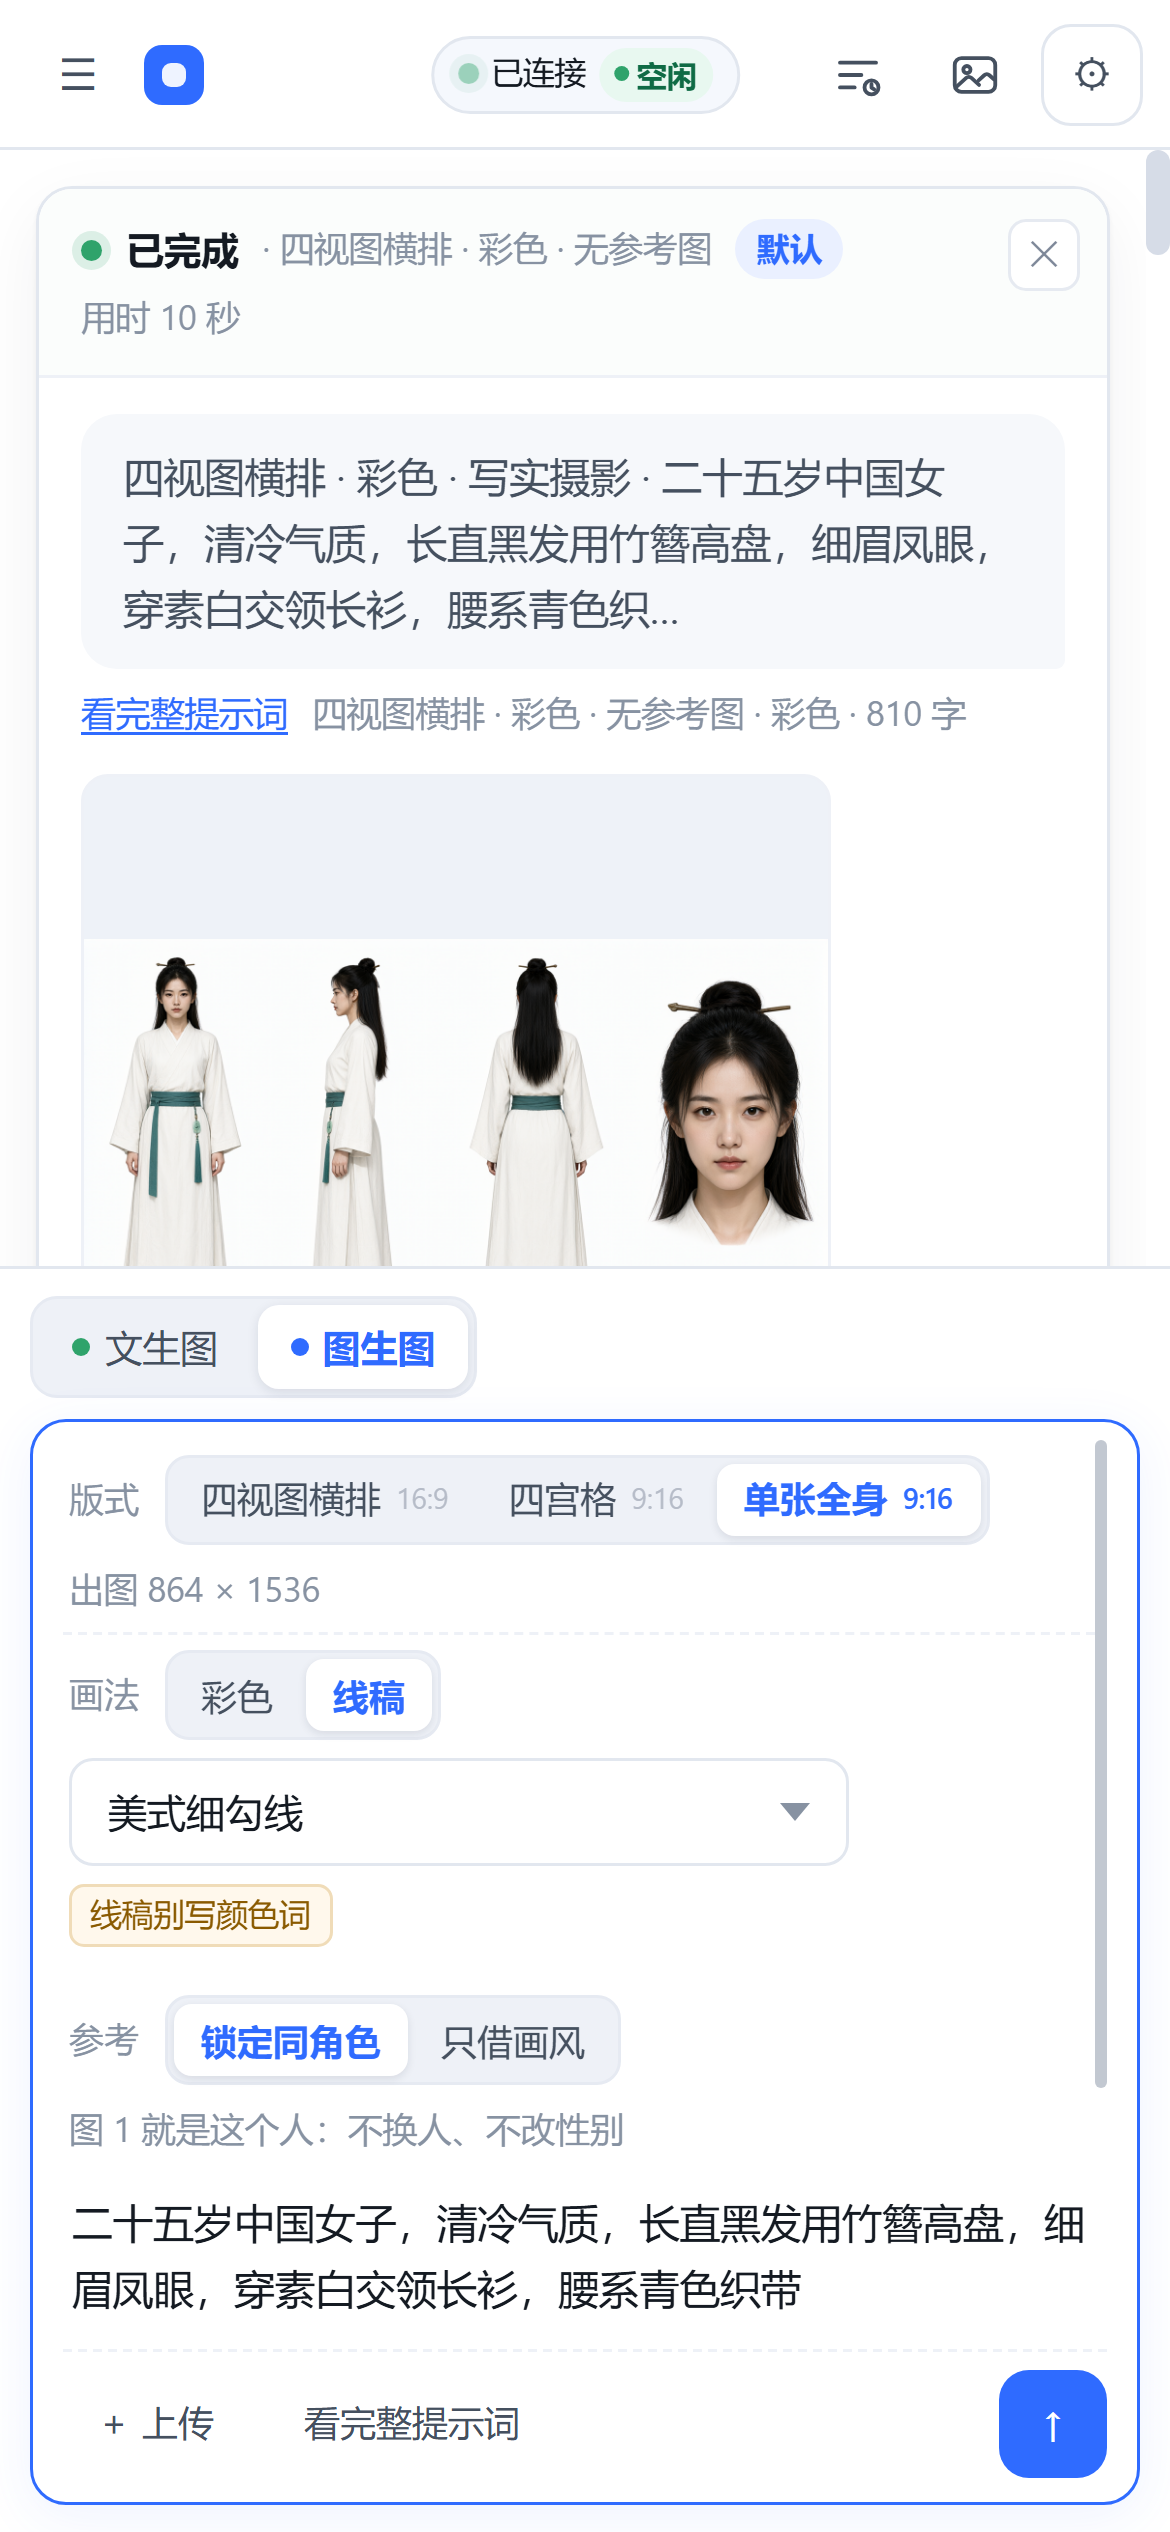 已连接 空闲
已完成 · 四视图横排 · 彩色 · 无参考图 默认
用时 10 秒
四视图横排 · 彩色 · 写实摄影 · 二十五岁中国女
子，清冷气质，长直黑发用竹簪高盘，细眉凤眼，
穿素白交领长衫，腰系青色织...
看完整提示词 四视图横排 · 彩色 · 无参考图 · 彩色 · 810 字
文生图 图生图
版式 四视图横排 16:9 四宫格 9:16 单张全身 9:16
出图 864 × 1536
画法 彩色 线稿
美式细勾线
线稿别写颜色词
参考 锁定同角色 只借画风
图 1 就是这个人：不换人、不改性别
二十五岁中国女子，清冷气质，长直黑发用竹簪高盘，细
眉凤眼，穿素白交领长衫，腰系青色织带
+ 上传 看完整提示词 ↑